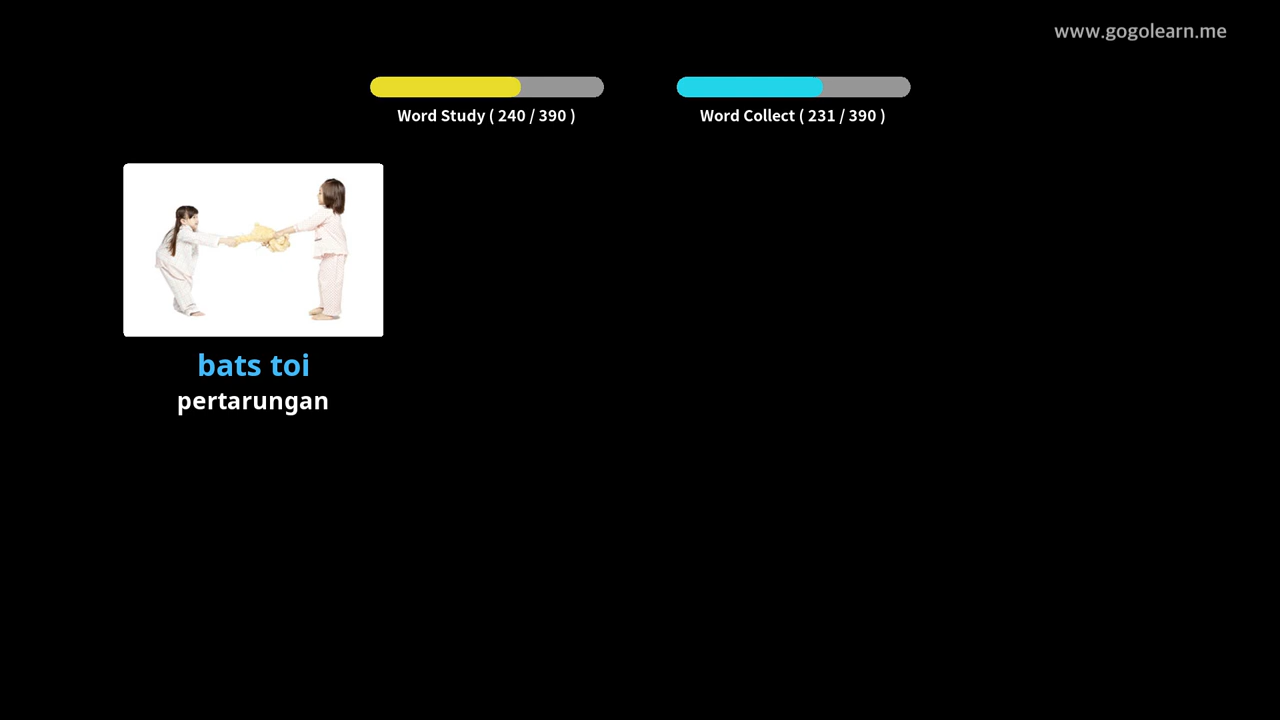 www.gogolearn.me
Word Study ( 240 / 390 )
Word Collect ( 231 / 390 )
bats toi
pertarungan